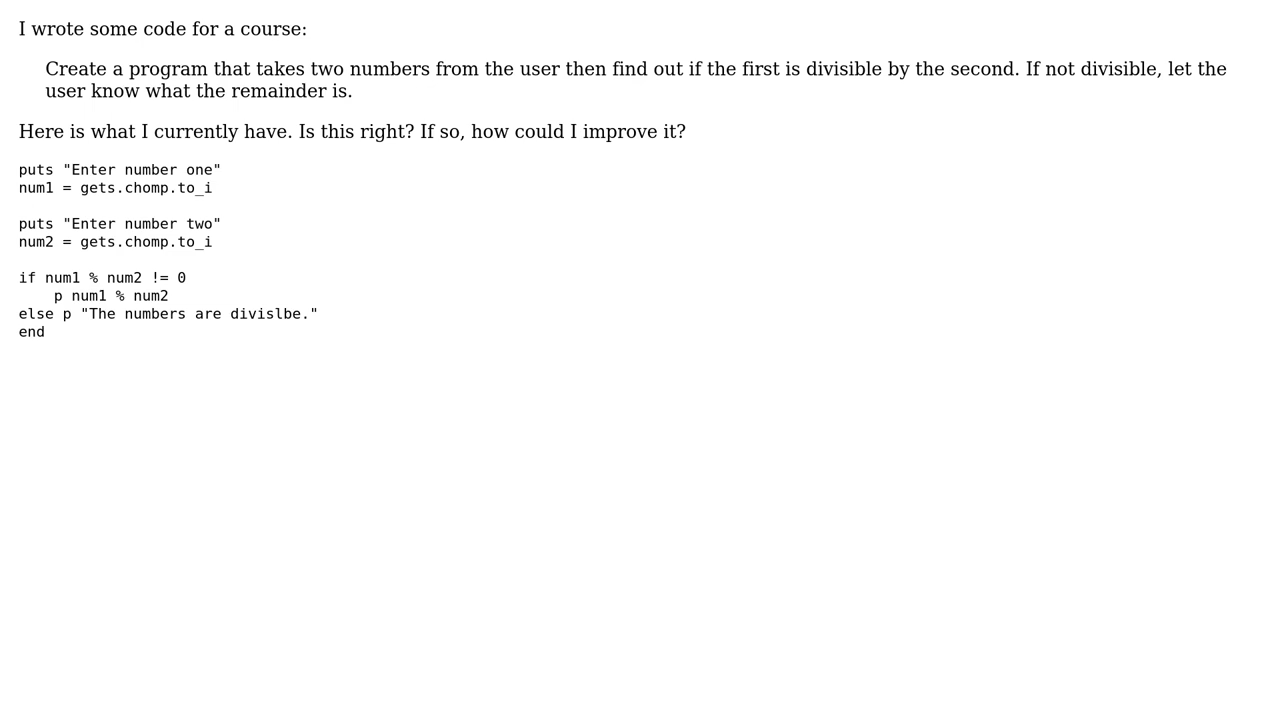 I wrote some code for a course:
Create a program that takes two numbers from the user then find out if the first is divisible by the second. If not divisible, let the
user know what the remainder is.
Here is what I currently have. Is this right? If so, how could I improve it?
puts "Enter number one"
num1 = gets.chomp.to_i
puts "Enter number two"
num2 = gets.chomp.to_i
if num1 % num2 != 0
    p num1 % num2
else p "The numbers are divislbe."
end